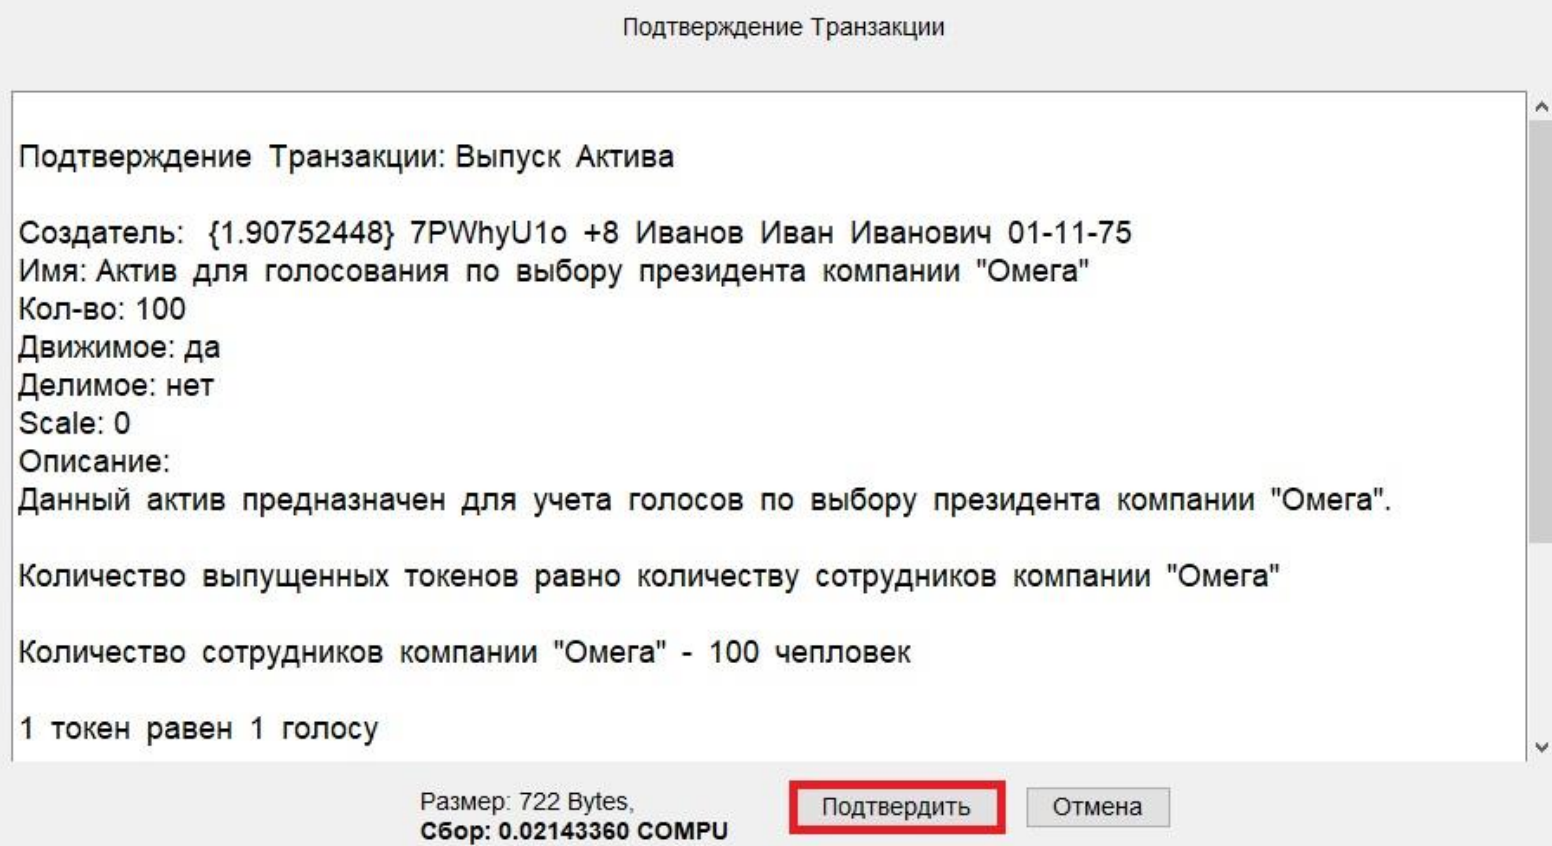 Подтверждение Транзакции
Подтверждение Транзакции: Выпуск Актива
Создатель: {1.90752448} 7PWhyU1o +8 Иванов Иван Иванович 01-11-75
Имя: Актив для голосования по выбору президента компании "Омега"
Кол-во: 100
Движимое: да
Делимое: нет
Scale: 0
Описание:
Данный актив предназначен для учета голосов по выбору президента компании "Омега".
Количество выпущенных токенов равно количеству сотрудников компании "Омега"
Количество сотрудников компании "Омега" - 100 чепловек
1 токен равен 1 голосу
Размер: 722 Bytes,
Сбор: 0.02143360 COMPU
Подтвердить
Отмена